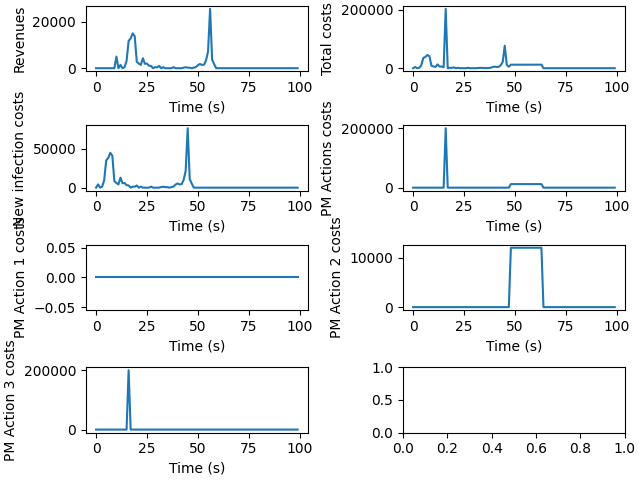 Revenues
20000
0
0 25 50 75 100
Time (s)
Total costs
200000
0
0 25 50 75 100
Time (s)
New infection costs
50000
0
0 25 50 75 100
Time (s)
PM Actions costs
200000
0
0 25 50 75 100
Time (s)
PM Action 1 costs
0.05
0.00
−0.05
0 25 50 75 100
Time (s)
PM Action 2 costs
10000
0
0 25 50 75 100
Time (s)
PM Action 3 costs
200000
0
0 25 50 75 100
Time (s)
1.0
0.5
0.0
0.0 0.2 0.4 0.6 0.8 1.0